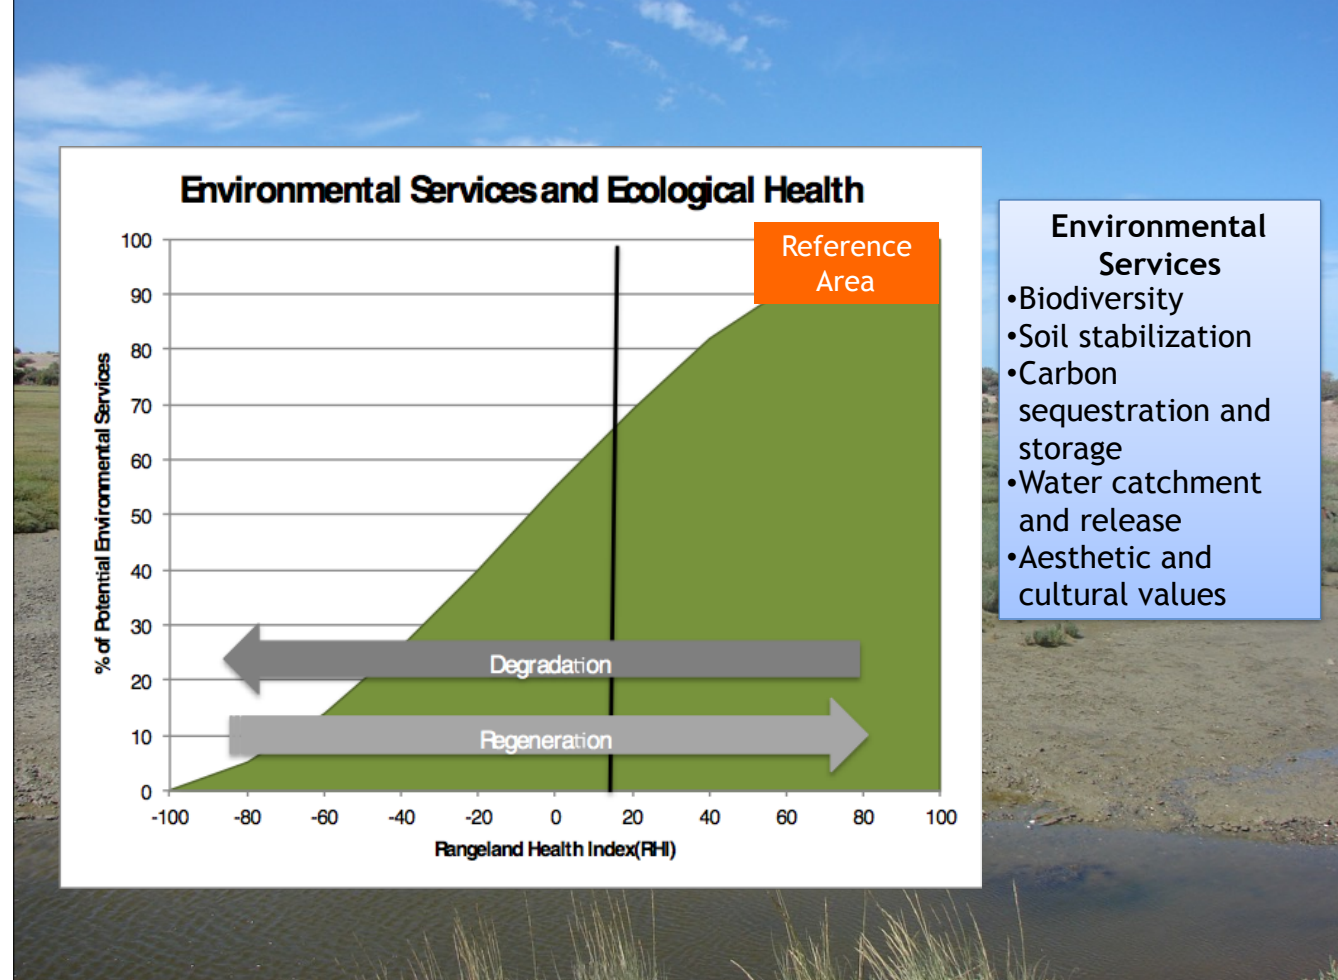 Environmental Services and Ecological Health
Reference
Area
100
90
80
70
60
50
40
30
20
10
0
% of Potential Environmental Services
Degradation
Regeneration
-100 -80 -60 -40 -20 0 20 40 60 80 100
Rangeland Health Index(RHI)
Environmental
Services
•Biodiversity
•Soil stabilization
•Carbon
sequestration and
storage
•Water catchment
and release
•Aesthetic and
cultural values